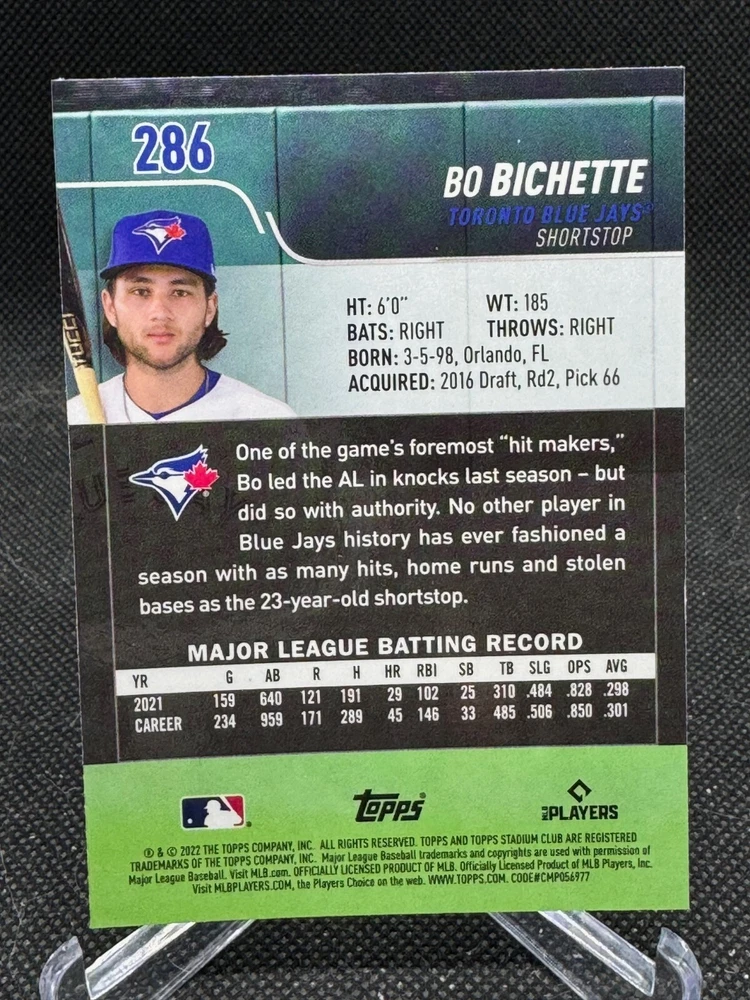 286
BO BICHETTE
TORONTO BLUE JAYS™
SHORTSTOP
HT: 6'0" WT: 185
BATS: RIGHT THROWS: RIGHT
BORN: 3-5-98, Orlando, FL
ACQUIRED: 2016 Draft, Rd2, Pick 66
One of the game's foremost "hit makers,"
Bo led the AL in knocks last season – but
did so with authority. No other player in
Blue Jays history has ever fashioned a
season with as many hits, home runs and stolen
bases as the 23-year-old shortstop.
MAJOR LEAGUE BATTING RECORD
YR G AB R H HR RBI SB TB SLG OPS AVG
2021 159 640 121 191 29 102 25 310 .484 .828 .298
CAREER 234 959 171 289 45 146 33 485 .506 .850 .301
topps®
MLB PLAYERS
® & © 2022 THE TOPPS COMPANY, INC. ALL RIGHTS RESERVED. TOPPS AND TOPPS STADIUM CLUB ARE REGISTERED
TRADEMARKS OF THE TOPPS COMPANY, INC. Major League Baseball trademarks and copyrights are used with permission of
Major League Baseball. Visit MLB.com. OFFICIALLY LICENSED PRODUCT OF MLB. Officially Licensed Product of MLB Players, Inc.
Visit MLBPLAYERS.COM, the Players Choice on the web. WWW.TOPPS.COM. CODE#CMP056977